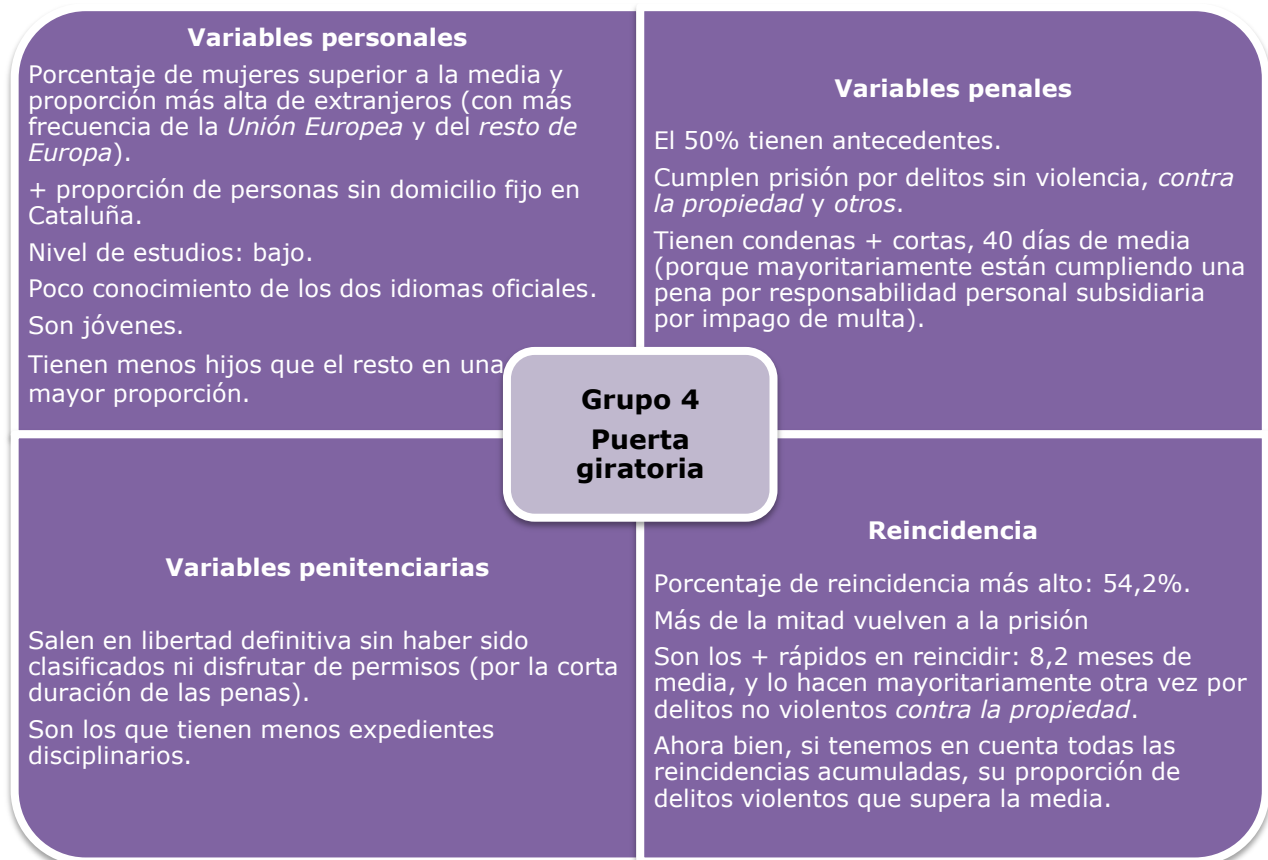 Variables personales
Porcentaje de mujeres superior a la media y
proporción más alta de extranjeros (con más
frecuencia de la Unión Europea y del resto de
Europa).
+ proporción de personas sin domicilio fijo en
Cataluña.
Nivel de estudios: bajo.
Poco conocimiento de los dos idiomas oficiales.
Son jóvenes.
Tienen menos hijos que el resto en una
mayor proporción.
Variables penales
El 50% tienen antecedentes.
Cumplen prisión por delitos sin violencia, contra
la propiedad y otros.
Tienen condenas + cortas, 40 días de media
(porque mayoritariamente están cumpliendo una
pena por responsabilidad personal subsidiaria
por impago de multa).
Grupo 4
Puerta
giratoria
Variables penitenciarias
Salen en libertad definitiva sin haber sido
clasificados ni disfrutar de permisos (por la corta
duración de las penas).
Son los que tienen menos expedientes
disciplinarios.
Reincidencia
Porcentaje de reincidencia más alto: 54,2%.
Más de la mitad vuelven a la prisión
Son los + rápidos en reincidir: 8,2 meses de
media, y lo hacen mayoritariamente otra vez por
delitos no violentos contra la propiedad.
Ahora bien, si tenemos en cuenta todas las
reincidencias acumuladas, su proporción de
delitos violentos que supera la media.